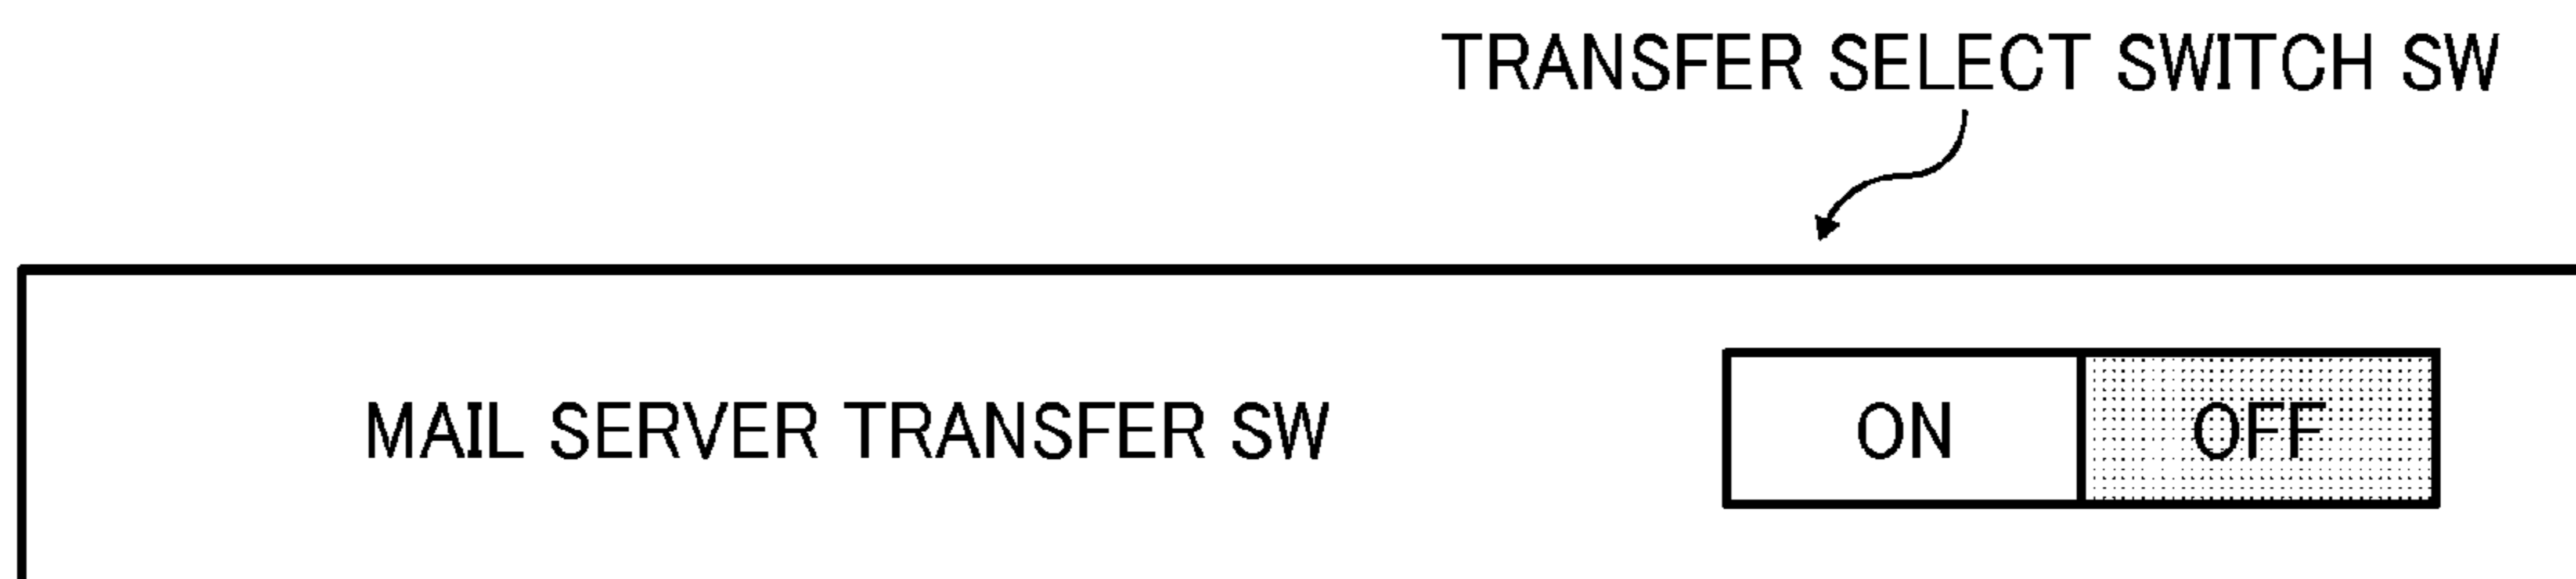 TRANSFER SELECT SWITCH SW
MAIL SERVER TRANSFER SW ON OFF